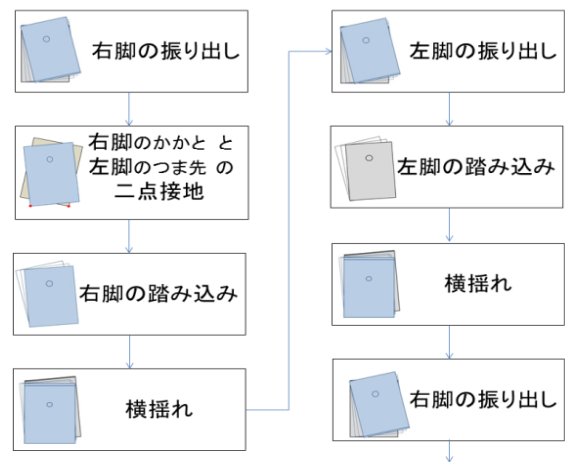 右脚の振り出し
右脚のかかと と
左脚のつま先 の
二点接地
右脚の踏み込み
横揺れ
左脚の振り出し
左脚の踏み込み
横揺れ
右脚の振り出し